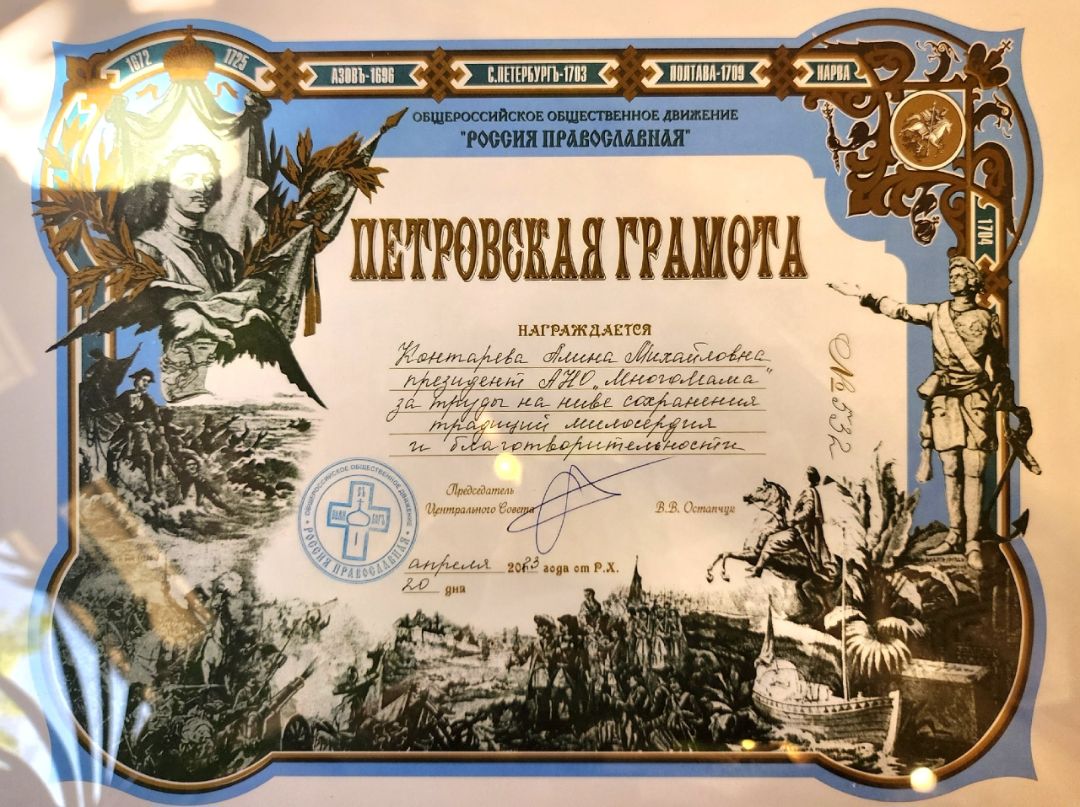 1672 1725
АЗОВЪ-1696
С.ПЕТЕРБУРГЪ-1703
ПОЛТАВА-1709
НАРВА
1704
ОБЩЕРОССИЙСКОЕ ОБЩЕСТВЕННОЕ ДВИЖЕНИЕ
"РОССИЯ ПРАВОСЛАВНАЯ"
ПЕТРОВСКАЯ ГРАМОТА
НАГРАЖДАЕТСЯ
Контарева Алина Михайловна
президент АНО „Многомама"
за труды на ниве сохранения
традиций милосердия
и благотворительности
№ 532
Председатель
Центрального Совета
В.В. Остапчук
ОБЩЕРОССИЙСКОЕ ОБЩЕСТВЕННОЕ ДВИЖЕНИЕ
РОССИЯ ПРАВОСЛАВНАЯ
апреля 2023 года от Р.Х.
20 дня